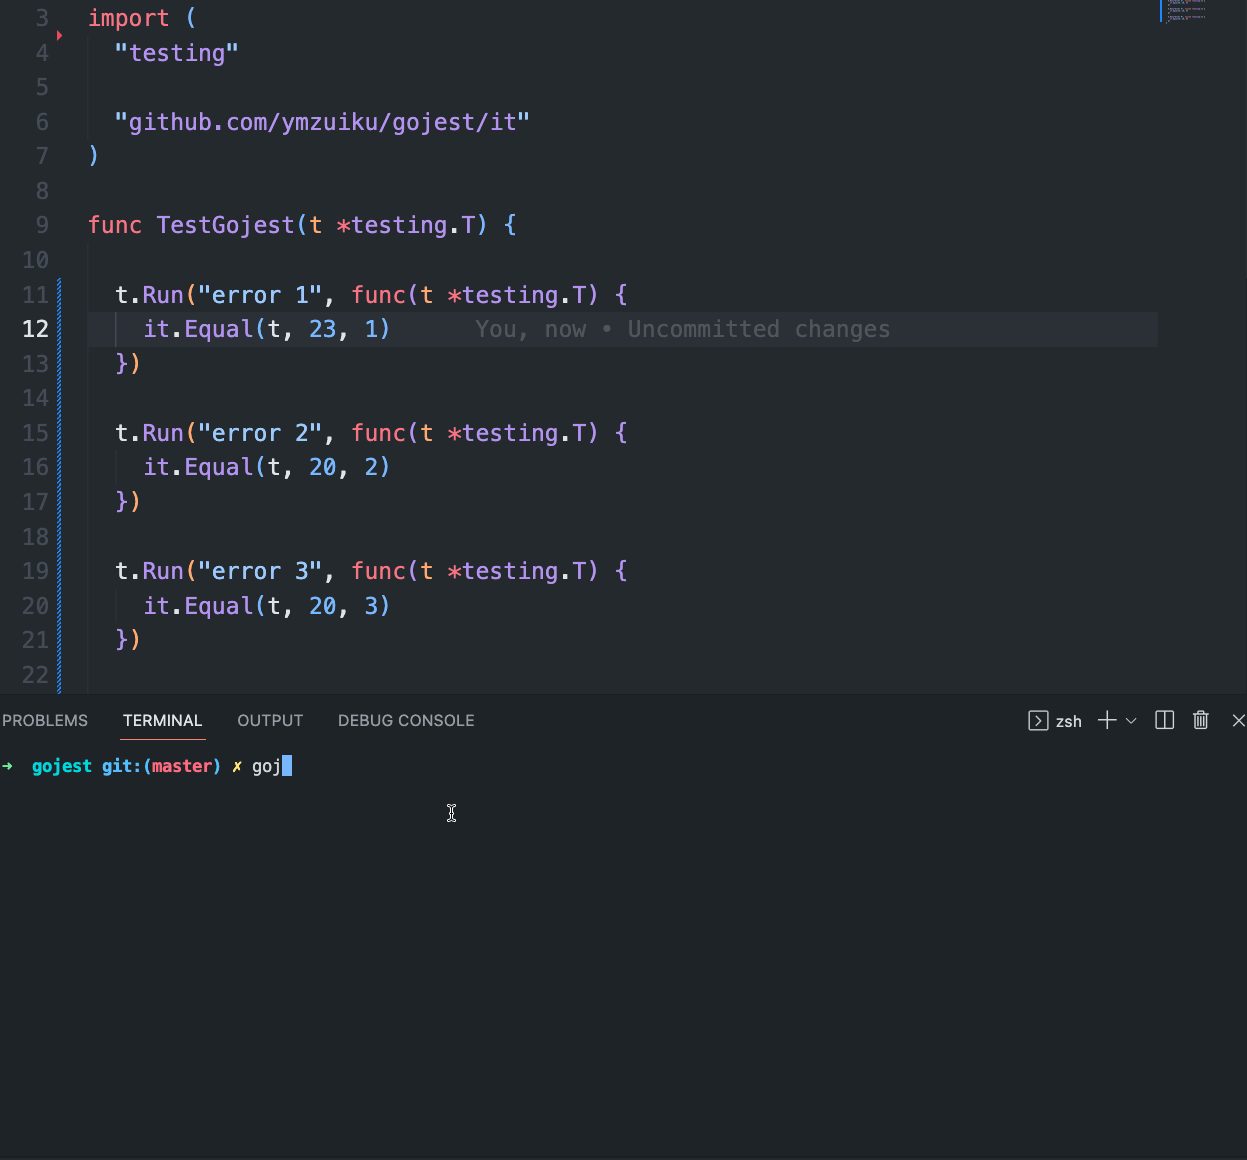 3 import (
4 "testing"
5
6 "github.com/ymzuiku/gojest/it"
7 )
8
9 func TestGojest(t *testing.T) {
10
11 t.Run("error 1", func(t *testing.T) {
12 it.Equal(t, 23, 1) You, now • Uncommitted changes
13 })
14
15 t.Run("error 2", func(t *testing.T) {
16 it.Equal(t, 20, 2)
17 })
18
19 t.Run("error 3", func(t *testing.T) {
20 it.Equal(t, 20, 3)
21 })
22
PROBLEMS TERMINAL OUTPUT DEBUG CONSOLE zsh
→ gojest git:(master) ✗ goj